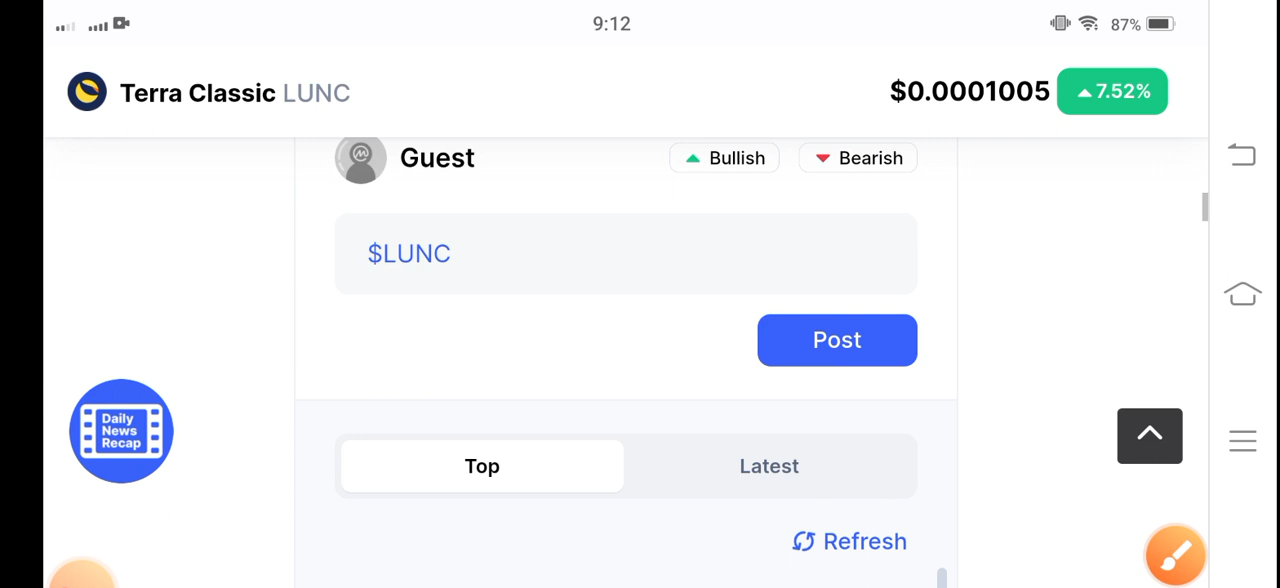 9:12
87%
Terra Classic LUNC
$0.0001005
7.52%
Guest
Bullish
Bearish
$LUNC
Post
Daily
News
Recap
Top
Latest
Refresh